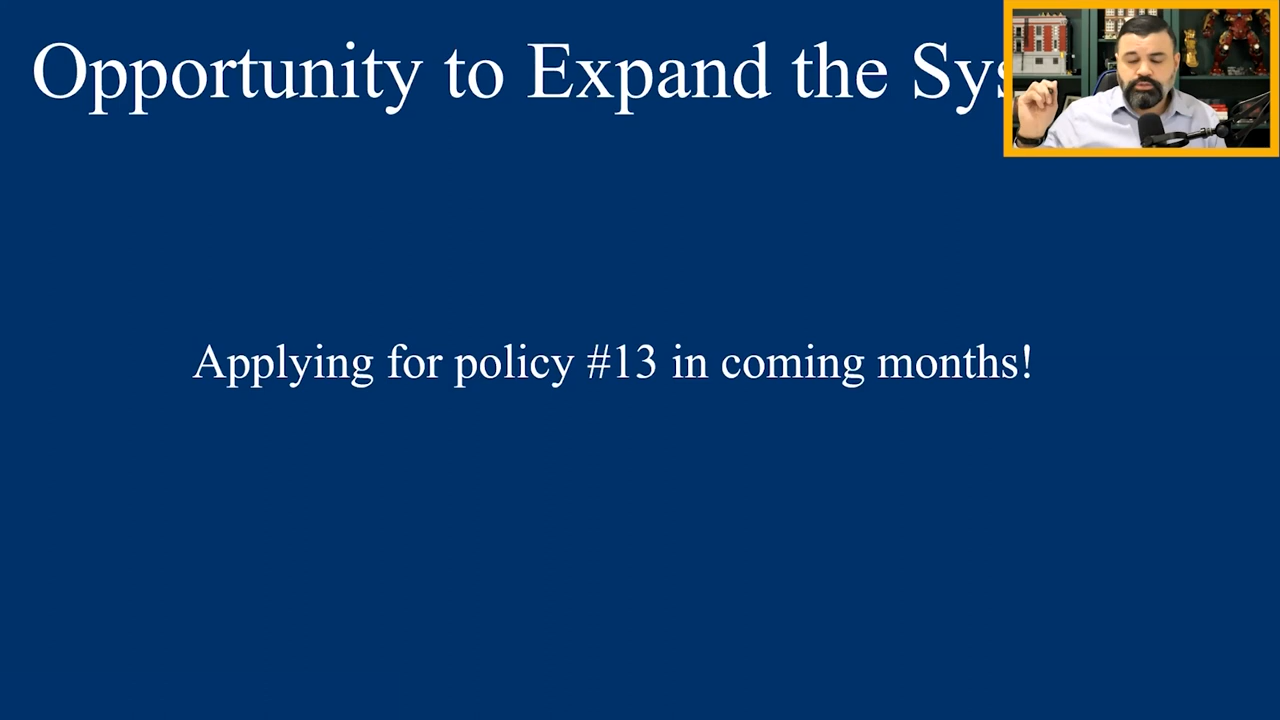 Opportunity to Expand the Sys
Applying for policy #13 in coming months!